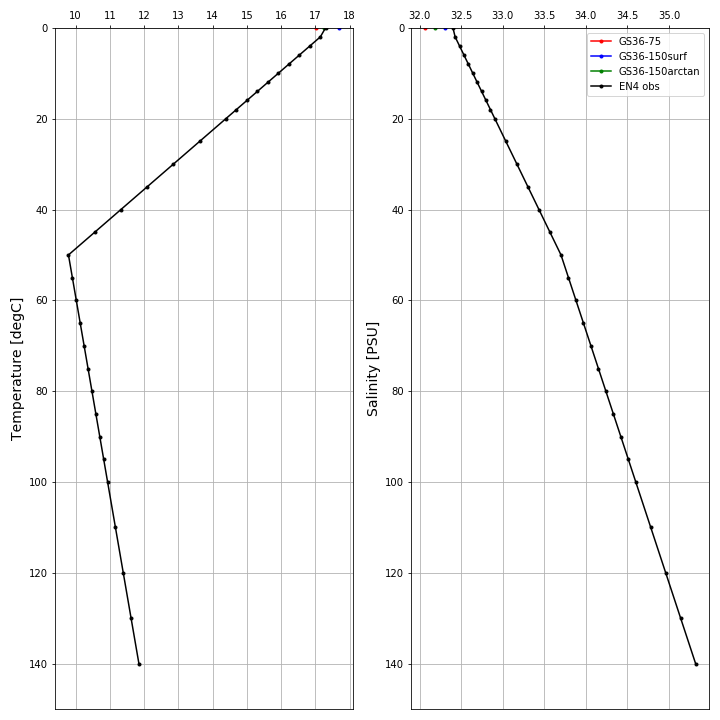 10 11 12 13 14 15 16 17 18
0
20
40
60
80
100
120
140
Temperature [degC]
32.0 32.5 33.0 33.5 34.0 34.5 35.0
0
20
40
60
80
100
120
140
Salinity [PSU]
GS36-75
GS36-150surf
GS36-150arctan
EN4 obs